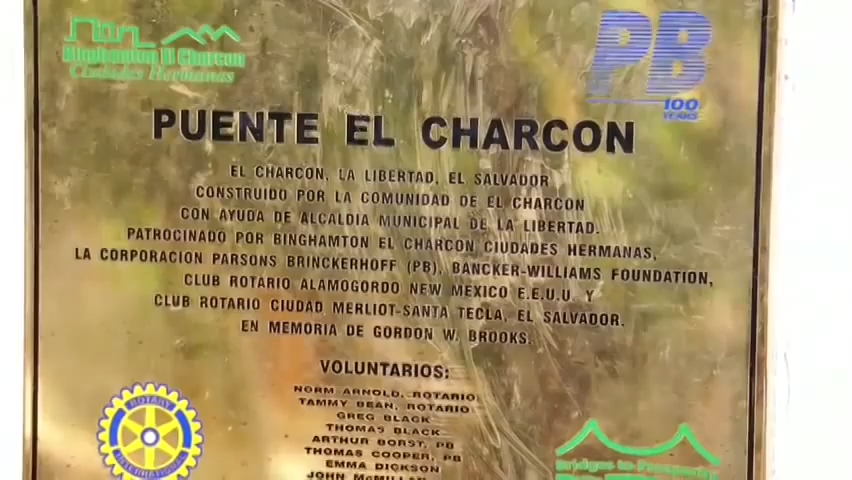 Binghamton El Charcon
Ciudades Hermanas
PB
100
YEARS
PUENTE EL CHARCON
EL CHARCON, LA LIBERTAD, EL SALVADOR
CONSTRUIDO POR LA COMUNIDAD DE EL CHARCON
CON AYUDA DE ALCALDIA MUNICIPAL DE LA LIBERTAD.
PATROCINADO POR BINGHAMTON EL CHARCON CIUDADES HERMANAS,
LA CORPORACION PARSONS BRINCKERHOFF (PB), BANCKER-WILLIAMS FOUNDATION,
CLUB ROTARIO ALAMOGORDO NEW MEXICO E.E.U.U. Y
CLUB ROTARIO CIUDAD MERLIOT-SANTA TECLA, EL SALVADOR.
EN MEMORIA DE GORDON W. BROOKS.
VOLUNTARIOS:
NORM ARNOLD, ROTARIO
TAMMY BEAN, ROTARIO
GREG BLACK
THOMAS BLACK
ARTHUR BORST, PB
THOMAS COOPER, PB
EMMA DICKSON
JOHN McMILLAN
ROTARY
INTERNATIONAL
Bridges to Prosperity